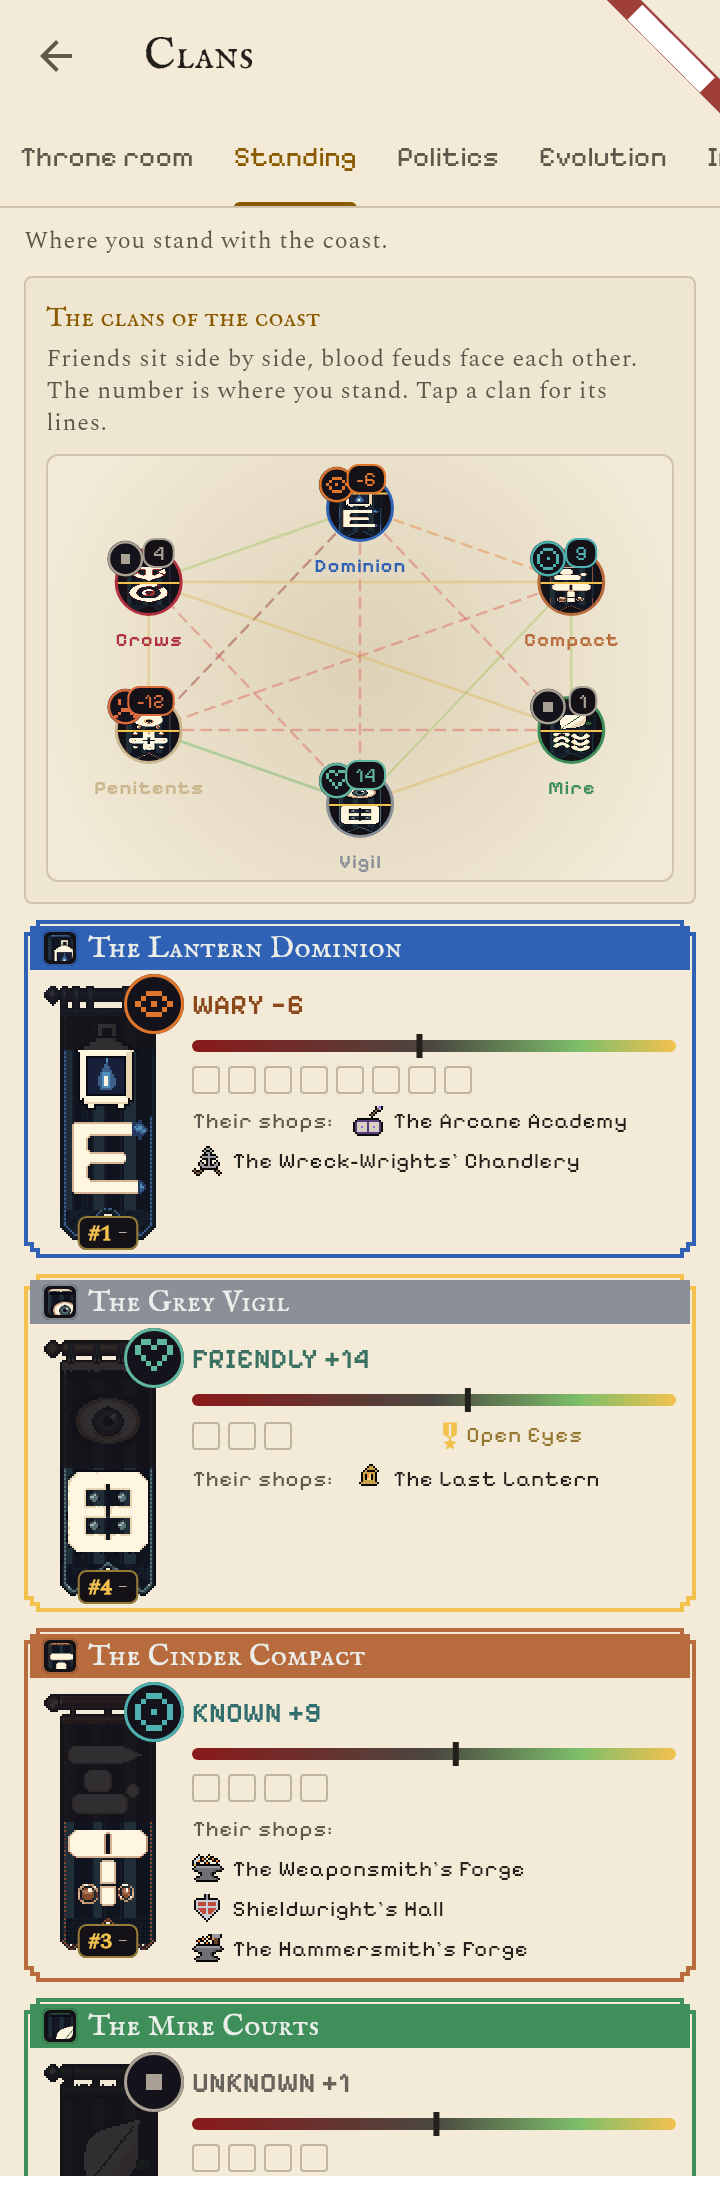 Clans
Throne room Standing Politics Evolution
Where you stand with the coast.
The clans of the coast
Friends sit side by side, blood feuds face each other.
The number is where you stand. Tap a clan for its
lines.
-6
Dominion
4
Crows
9
Compact
-12
Penitents
1
Mire
14
Vigil
The Lantern Dominion
WARY -6
Their shops: The Arcane Academy
The Wreck-Wrights' Chandlery
#1 -
The Grey Vigil
FRIENDLY +14
Open Eyes
Their shops: The Last Lantern
#4 -
The Cinder Compact
KNOWN +9
Their shops:
The Weaponsmith's Forge
Shieldwright's Hall
The Hammersmith's Forge
#3 -
The Mire Courts
UNKNOWN +1